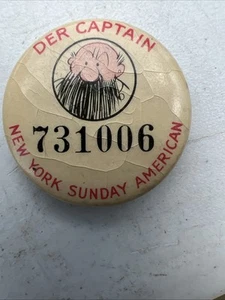 DER CAPTAIN
731006
NEW YORK SUNDAY AMERICAN